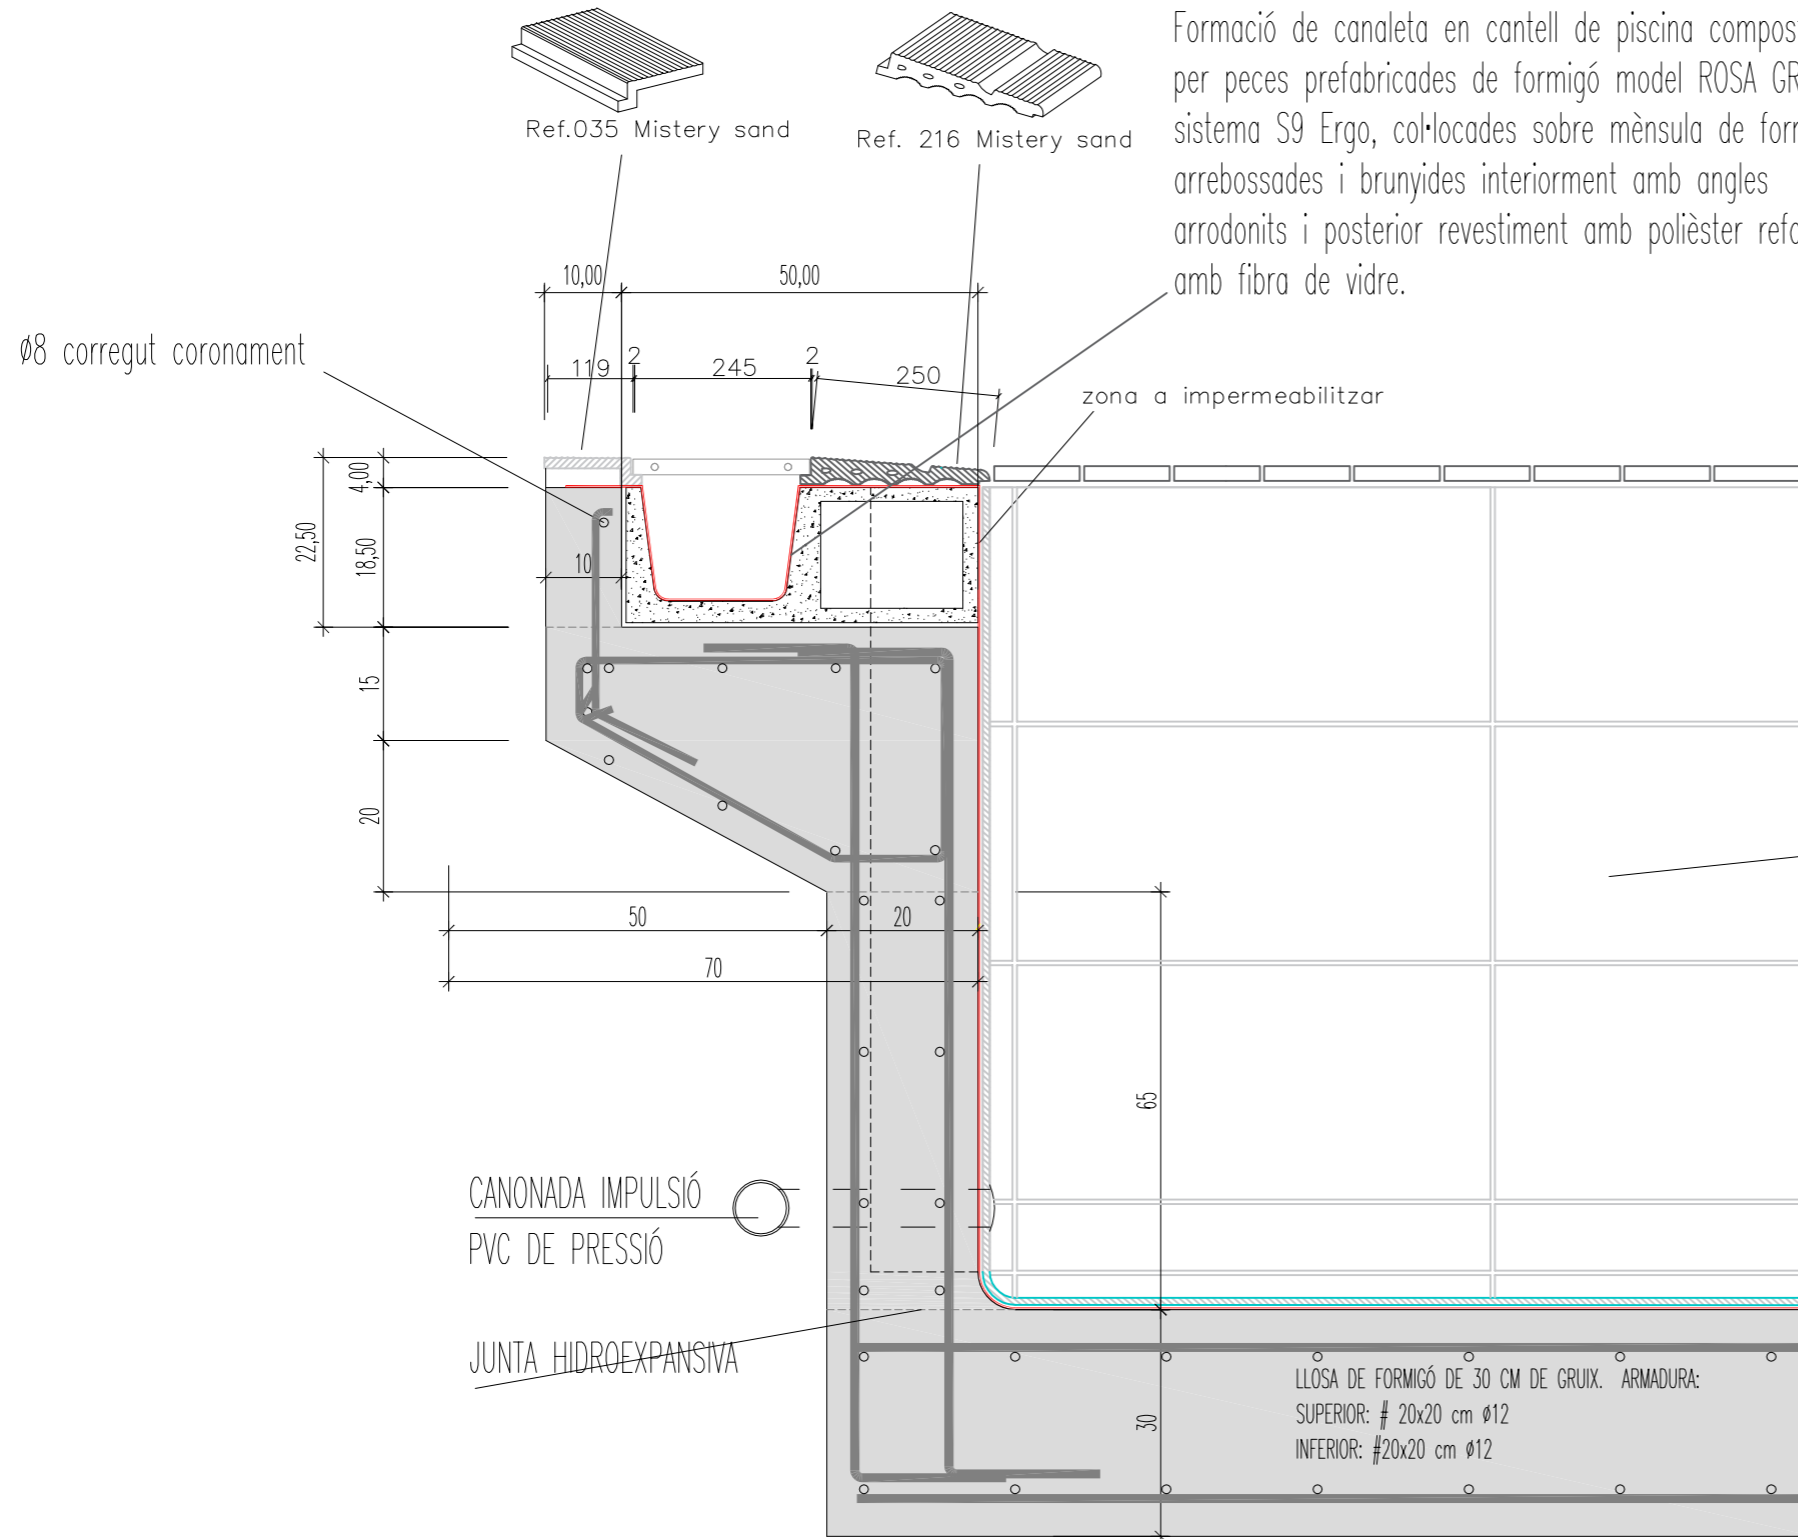 Formació de canaleta en cantell de piscina compos
per peces prefabricades de formigó model ROSA GR
sistema S9 Ergo, col·locades sobre mènsula de for
arrebossades i brunyides interiorment amb angles
arrodonits i posterior revestiment amb polièster refo
amb fibra de vidre.
Ref.035 Mistery sand
Ref. 216 Mistery sand
10,00
50,00
Ø8 corregut coronament
119
2
245
2
250
zona a impermeabilitzar
4,00
22,50
18,50
10
15
20
50
20
70
65
CANONADA IMPULSIÓ
PVC DE PRESSIÓ
JUNTA HIDROEXPANSIVA
30
LLOSA DE FORMIGÓ DE 30 CM DE GRUIX. ARMADURA:
SUPERIOR: # 20x20 cm Ø12
INFERIOR: #20x20 cm Ø12